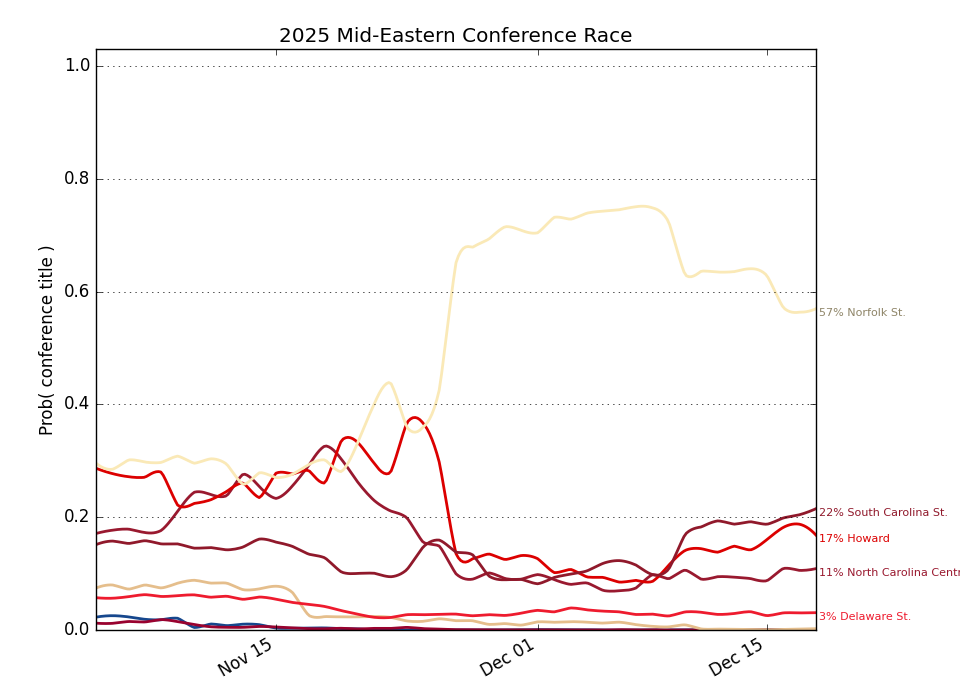 2025 Mid-Eastern Conference Race
Prob( conference title )
1.0
0.8
0.6
0.4
0.2
0.0
Nov 15
Dec 01
Dec 15
57% Norfolk St.
22% South Carolina St.
17% Howard
11% North Carolina Centr
3% Delaware St.